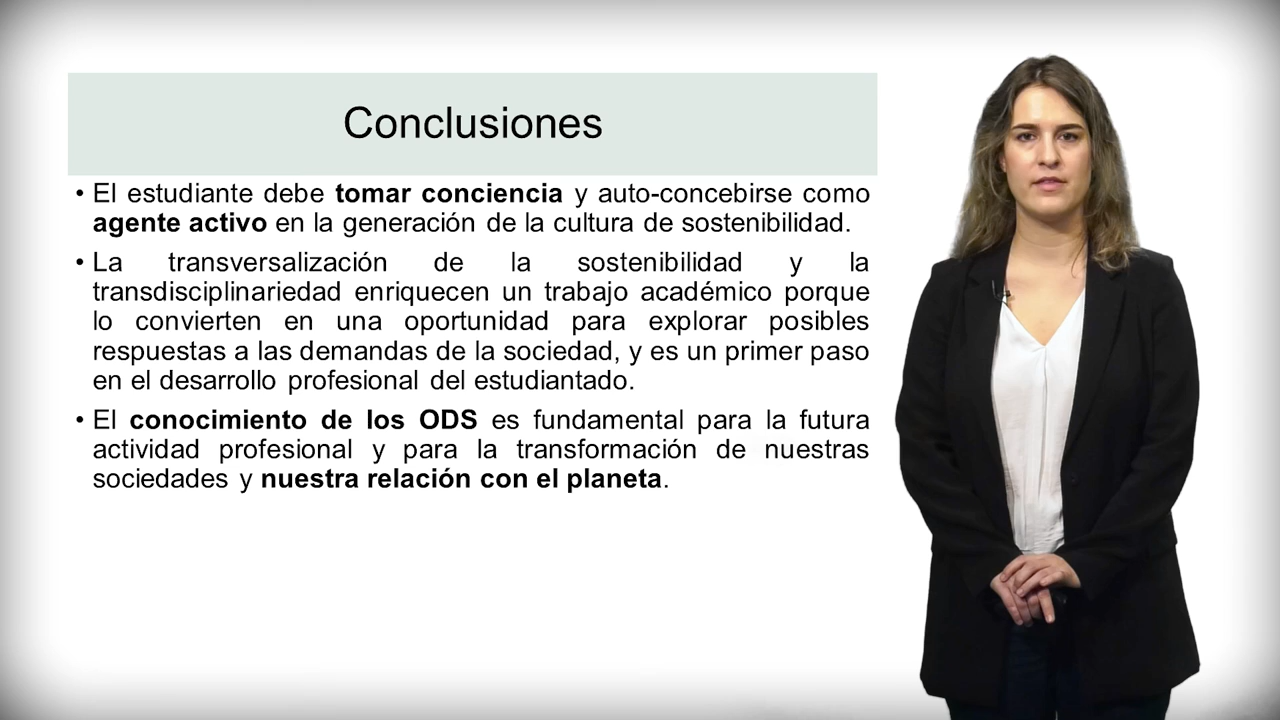 Conclusiones
• El estudiante debe tomar conciencia y auto-concebirse como
agente activo en la generación de la cultura de sostenibilidad.
• La transversalización de la sostenibilidad y la
transdisciplinariedad enriquecen un trabajo académico porque
lo convierten en una oportunidad para explorar posibles
respuestas a las demandas de la sociedad, y es un primer paso
en el desarrollo profesional del estudiantado.
• El conocimiento de los ODS es fundamental para la futura
actividad profesional y para la transformación de nuestras
sociedades y nuestra relación con el planeta.